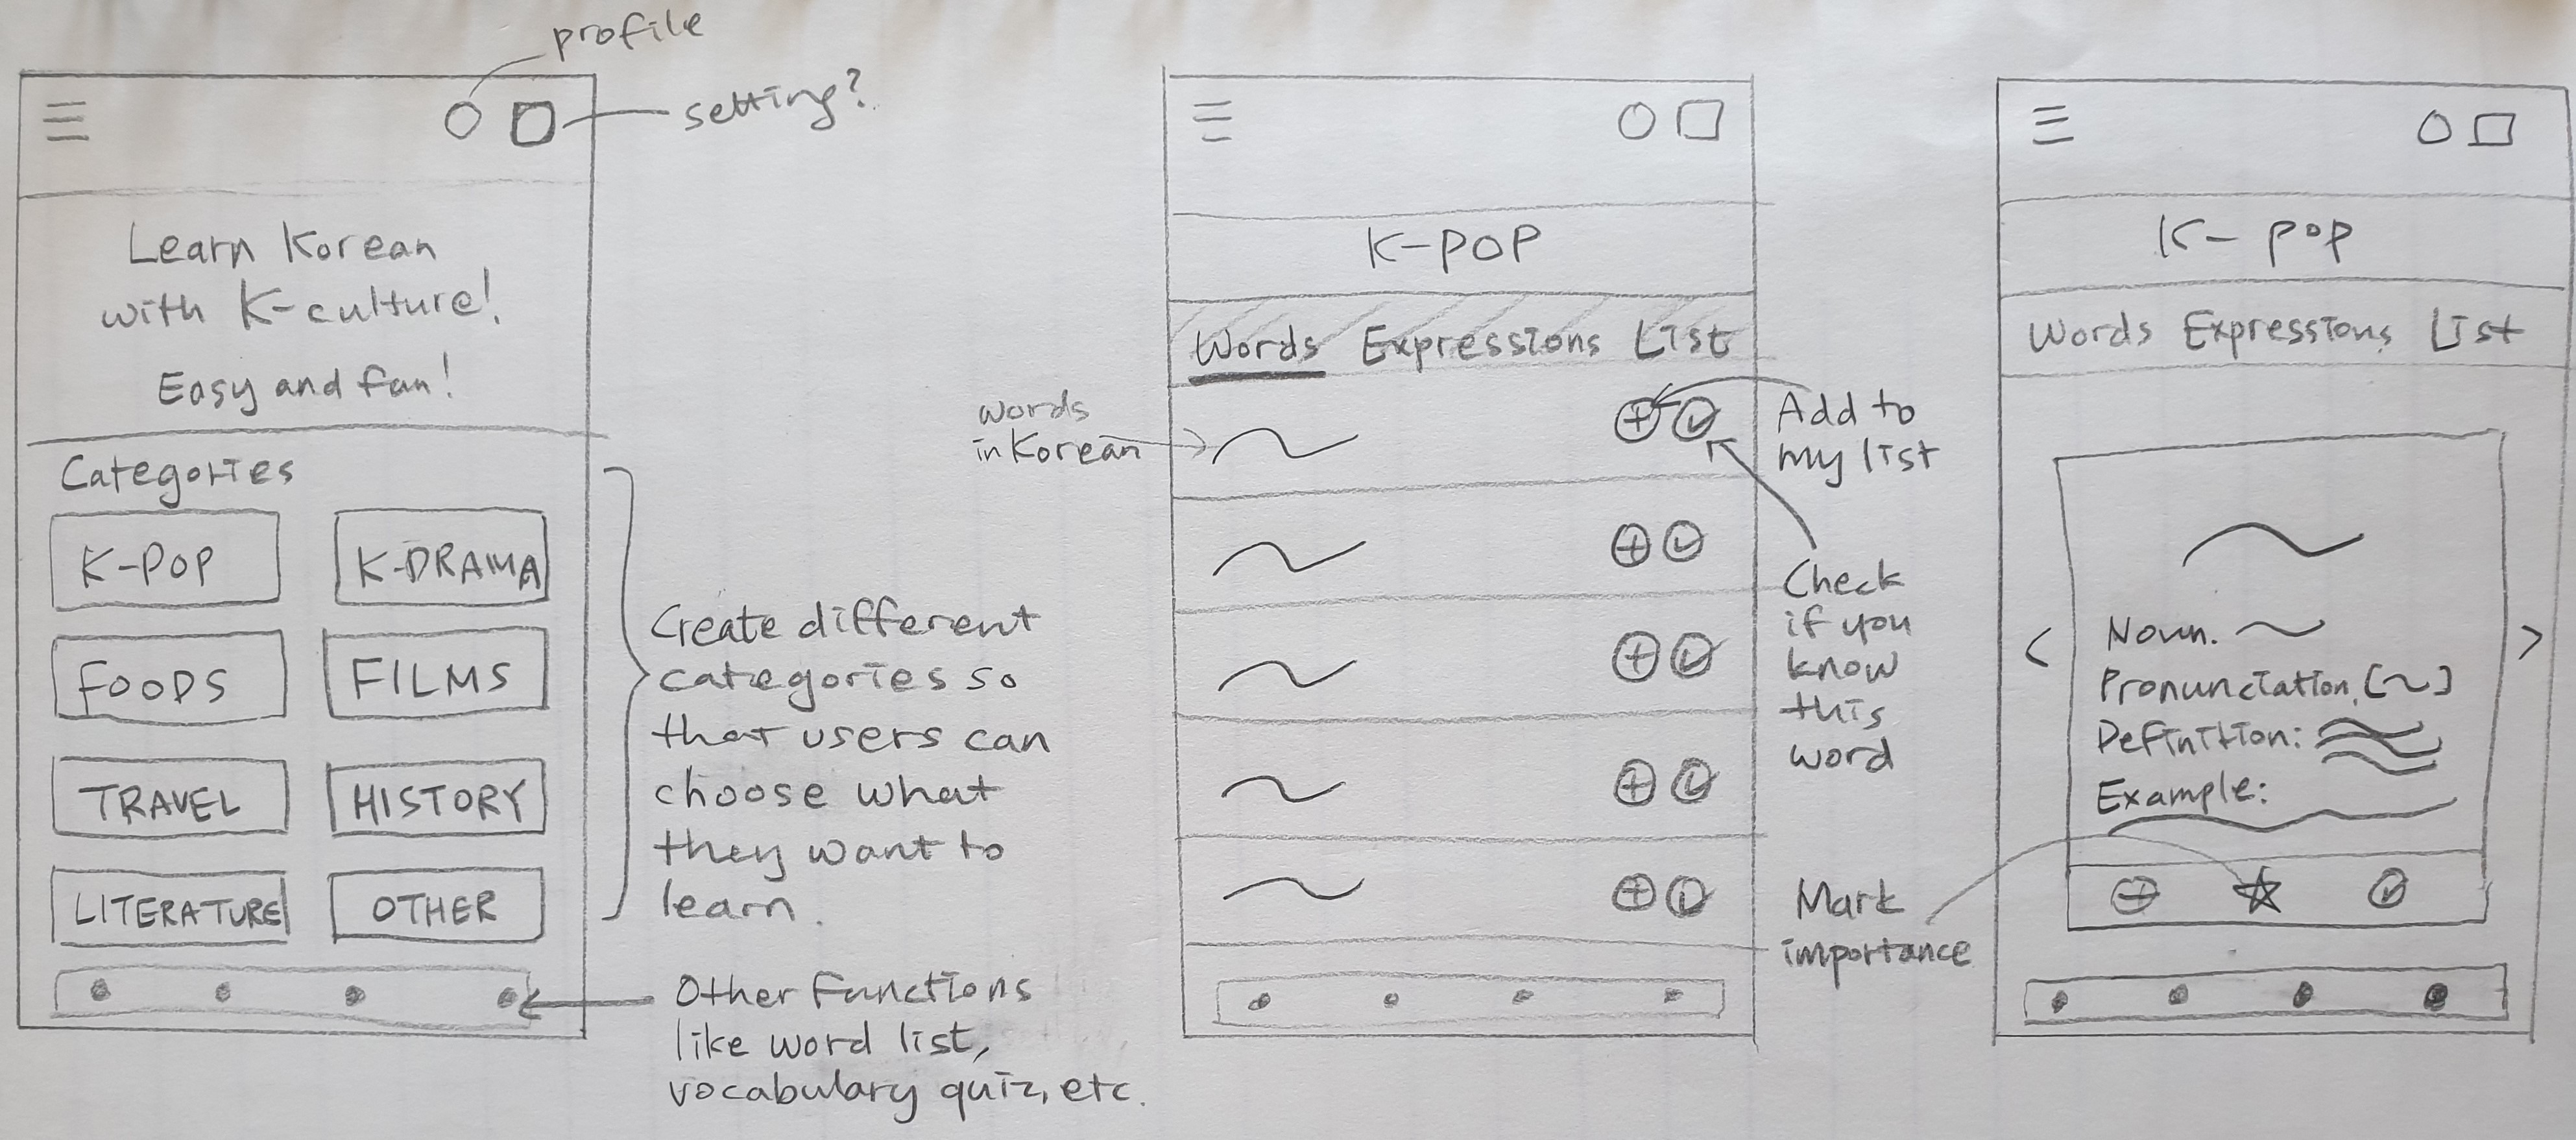 profile
setting?
Learn Korean
with K-culture!
Easy and fun!
Categories
K-POP
K-DRAMA
FOODS
FILMS
TRAVEL
HISTORY
LITERATURE
OTHER
Create different
categories so
that users can
choose what
they want to
learn.
Other functions
like word list,
vocabulary quiz, etc.
K-POP
Words Expressions List
words
in Korean
Add to
my list
Check
if you
know
this
word
K-pop
Words Expressions List
Noun.
Pronunciation. [~]
Definition:
Example:
Mark
importance